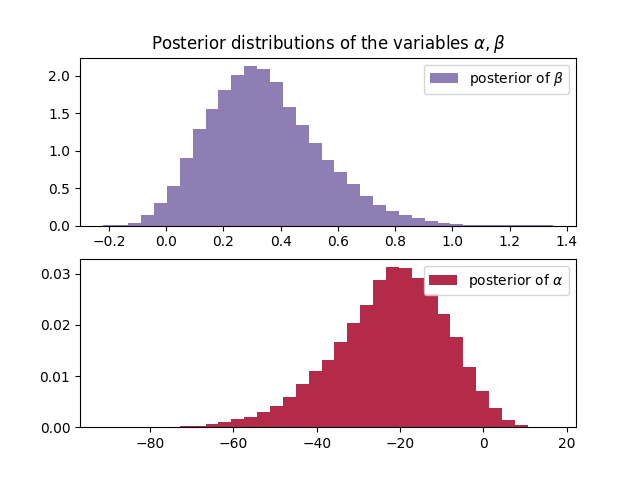 Posterior distributions of the variables α, β
posterior of β
2.0
1.5
1.0
0.5
0.0
−0.2 0.0 0.2 0.4 0.6 0.8 1.0 1.2 1.4
posterior of α
0.03
0.02
0.01
0.00
−80 −60 −40 −20 0 20